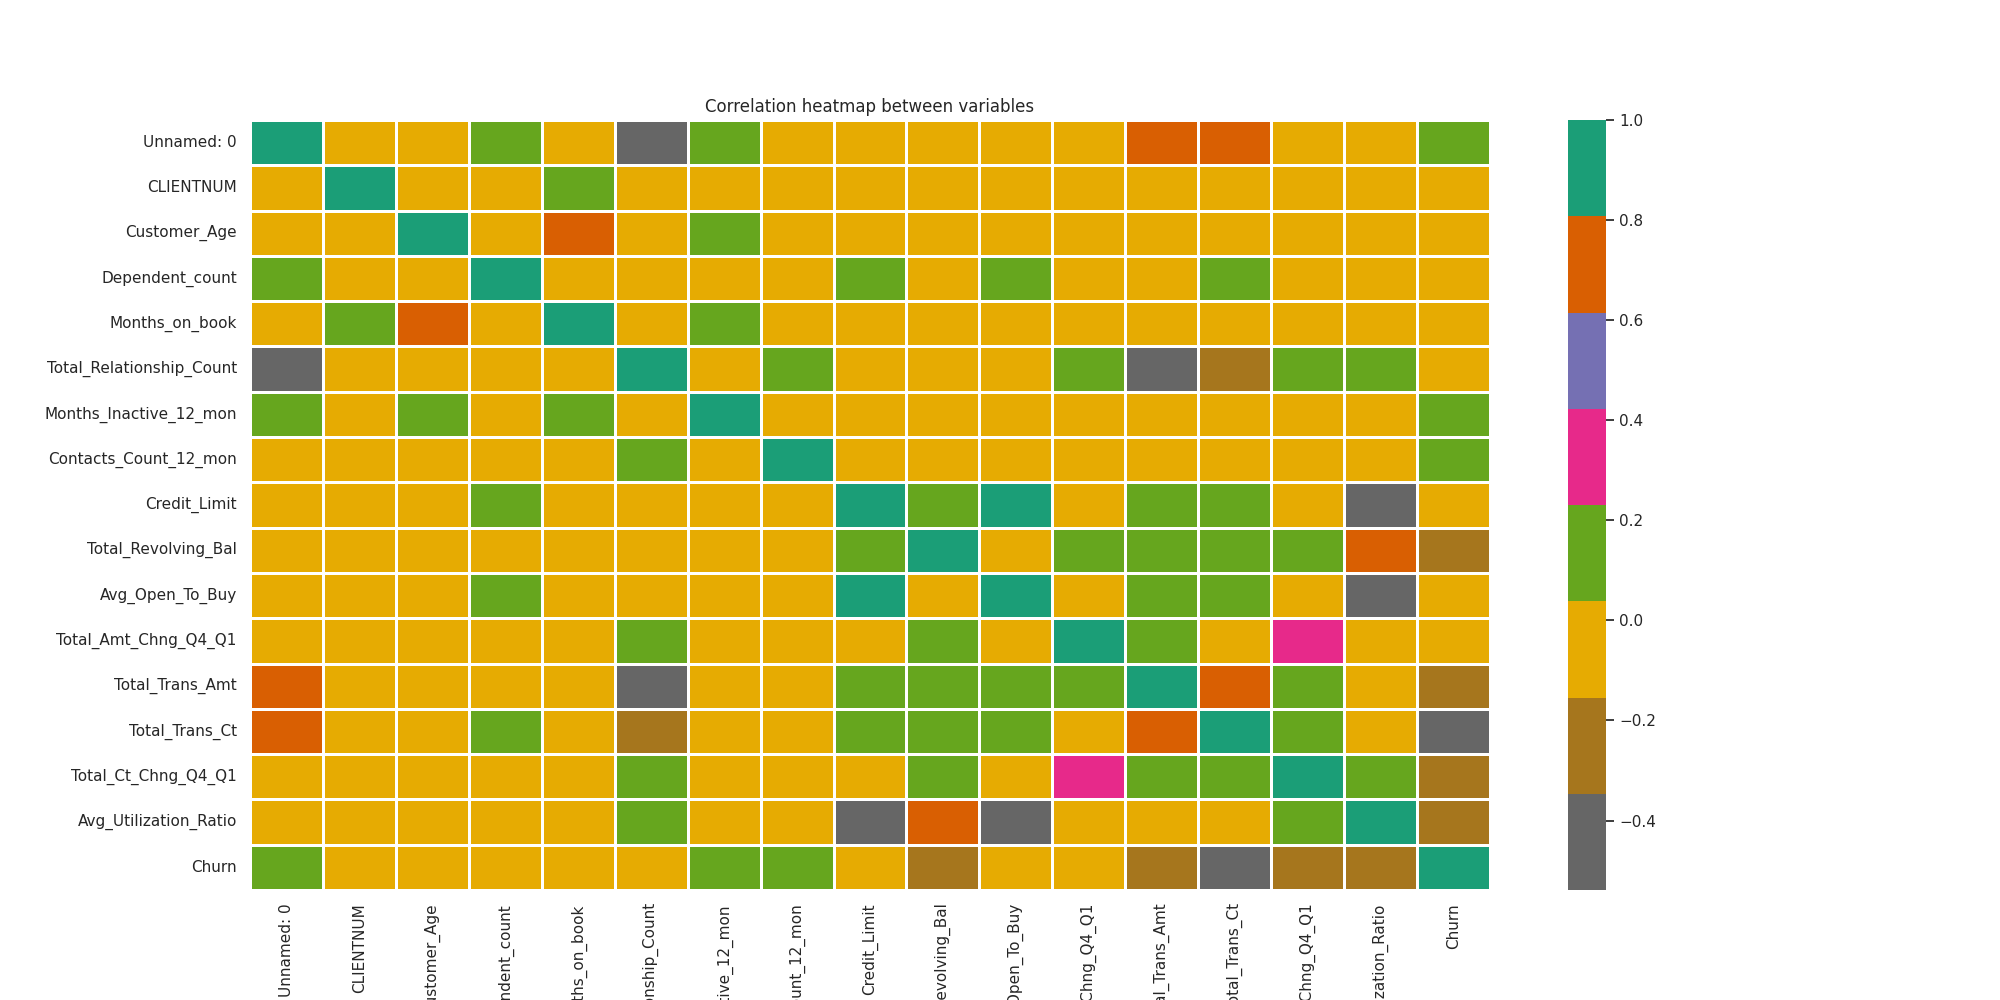 Correlation heatmap between variables
Unnamed: 0
CLIENTNUM
Customer_Age
Dependent_count
Months_on_book
Total_Relationship_Count
Months_Inactive_12_mon
Contacts_Count_12_mon
Credit_Limit
Total_Revolving_Bal
Avg_Open_To_Buy
Total_Amt_Chng_Q4_Q1
Total_Trans_Amt
Total_Trans_Ct
Total_Ct_Chng_Q4_Q1
Avg_Utilization_Ratio
Churn
1.0
0.8
0.6
0.4
0.2
0.0
−0.2
−0.4
Unnamed: 0
CLIENTNUM
ustomer_Age
ndent_count
ths_on_book
onship_Count
tive_12_mon
unt_12_mon
Credit_Limit
evolving_Bal
Open_To_Buy
Chng_Q4_Q1
al_Trans_Amt
otal_Trans_Ct
Chng_Q4_Q1
zation_Ratio
Churn